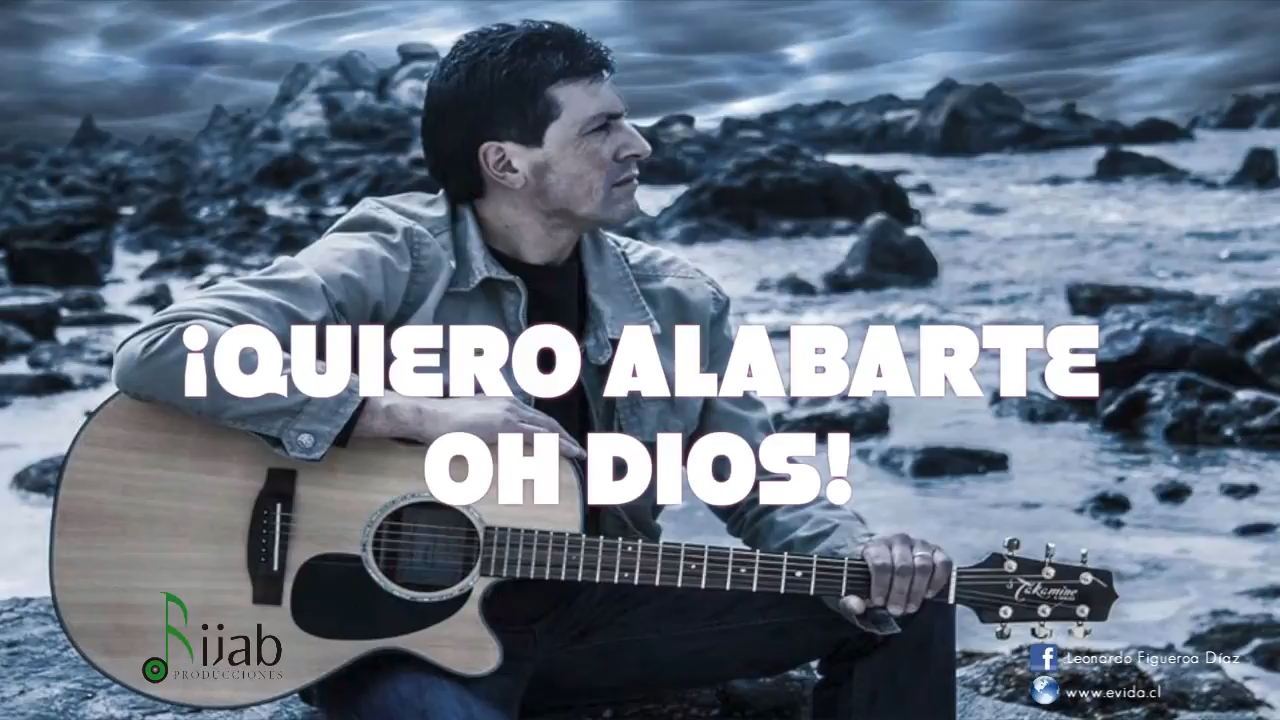 ¡QUIERO ALABARTE
OH DIOS!
Takamine
Rijab
PRODUCCIONES
f Leonardo Figueroa Díaz
www.evida.cl